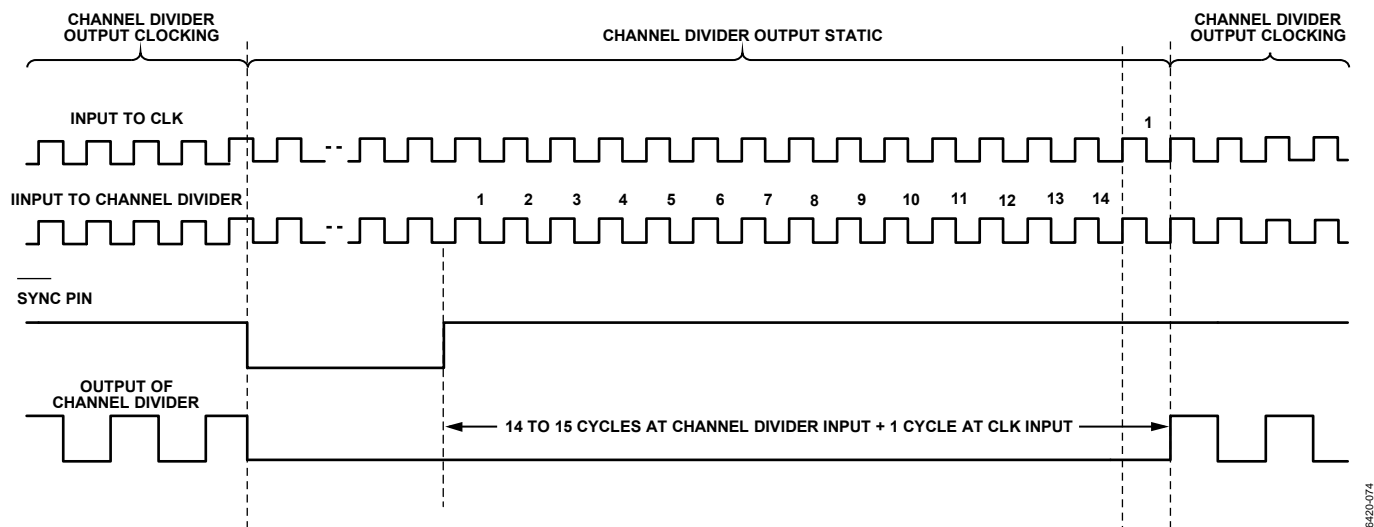 CHANNEL DIVIDER
OUTPUT CLOCKING
CHANNEL DIVIDER OUTPUT STATIC
CHANNEL DIVIDER
OUTPUT CLOCKING
INPUT TO CLK
1
IINPUT TO CHANNEL DIVIDER
1 2 3 4 5 6 7 8 9 10 11 12 13 14
SYNC PIN
OUTPUT OF
CHANNEL DIVIDER
14 TO 15 CYCLES AT CHANNEL DIVIDER INPUT + 1 CYCLE AT CLK INPUT
6420-074